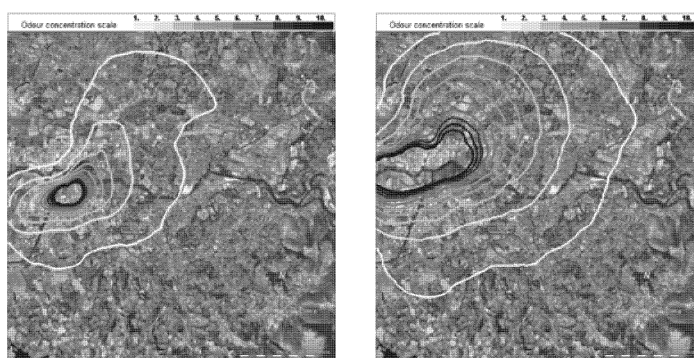 1. 2. 3. 4. 5. 6. 7. 8. 9. 10.
Odour concentration scale
1. 2. 3. 4. 5. 6. 7. 8. 9. 10.
Odour concentration scale